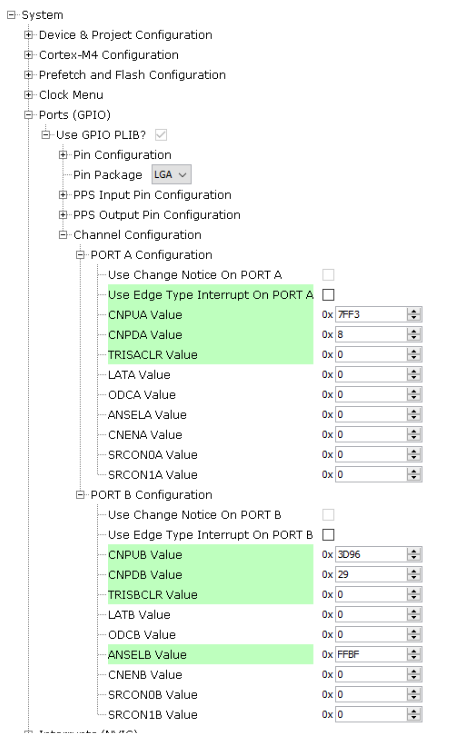 System
Device & Project Configuration
Cortex-M4 Configuration
Prefetch and Flash Configuration
Clock Menu
Ports (GPIO)
Use GPIO PLIB?
Pin Configuration
Pin Package LGA
PPS Input Pin Configuration
PPS Output Pin Configuration
Channel Configuration
PORT A Configuration
Use Change Notice On PORT A
Use Edge Type Interrupt On PORT A
CNPUA Value 0x 7FF3
CNPDA Value 0x 8
TRISACLR Value 0x 0
LATA Value 0x 0
ODCA Value 0x 0
ANSELA Value 0x 0
CNENA Value 0x 0
SRCON0A Value 0x 0
SRCON1A Value 0x 0
PORT B Configuration
Use Change Notice On PORT B
Use Edge Type Interrupt On PORT B
CNPUB Value 0x 3D96
CNPDB Value 0x 29
TRISBCLR Value 0x 0
LATB Value 0x 0
ODCB Value 0x 0
ANSELB Value 0x FFBF
CNENB Value 0x 0
SRCON0B Value 0x 0
SRCON1B Value 0x 0